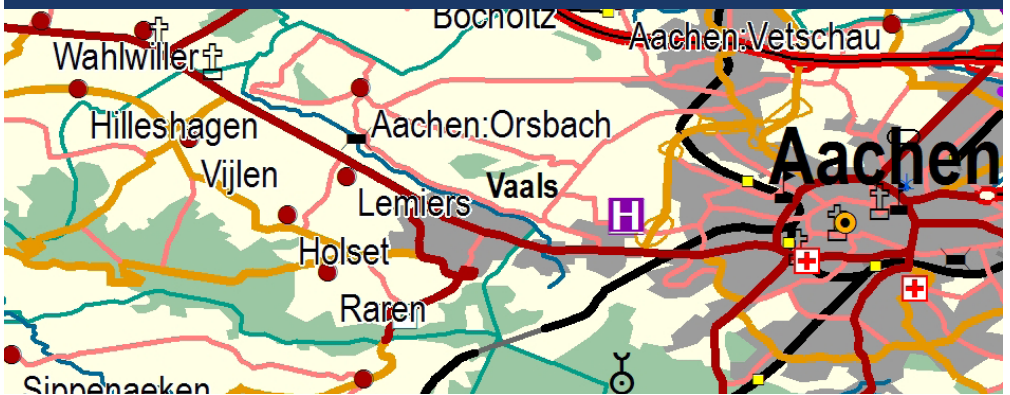 Bocholtz
Aachen:Vetschau
Wahlwiller
Hilleshagen
Aachen:Orsbach
Aachen
Vijlen
Vaals
Lemiers
H
Holset
Raren
Sippenaeken